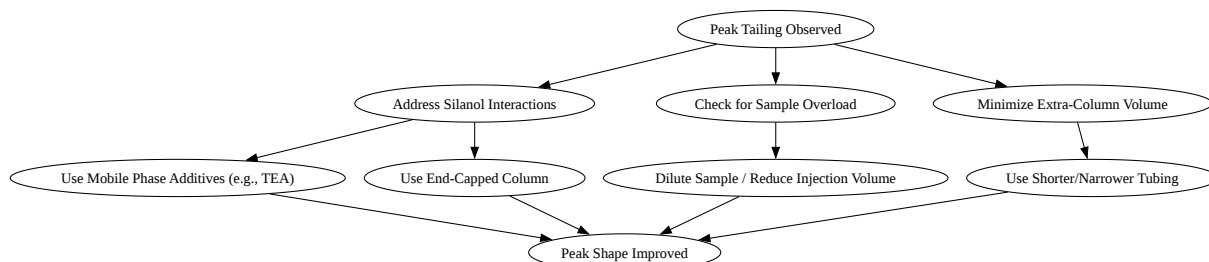 Peak Tailing Observed
Address Silanol Interactions
Check for Sample Overload
Minimize Extra-Column Volume
Use Mobile Phase Additives (e.g., TEA)
Use End-Capped Column
Dilute Sample / Reduce Injection Volume
Use Shorter/Narrower Tubing
Peak Shape Improved